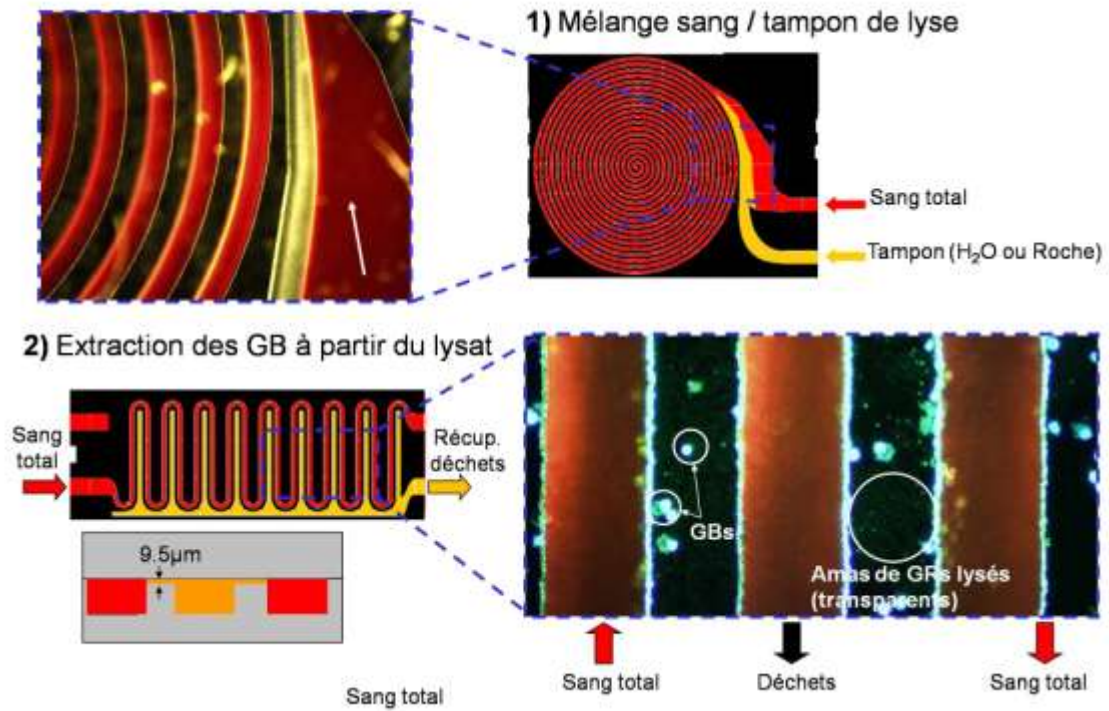 1) Mélange sang / tampon de lyse
Sang total
Tampon (H₂O ou Roche)
2) Extraction des GB à partir du lysat
Sang
total
Récup.
déchets
9.5µm
GBs
Amas de GRs lysés
(transparents)
Sang total
Déchets
Sang total
Sang total